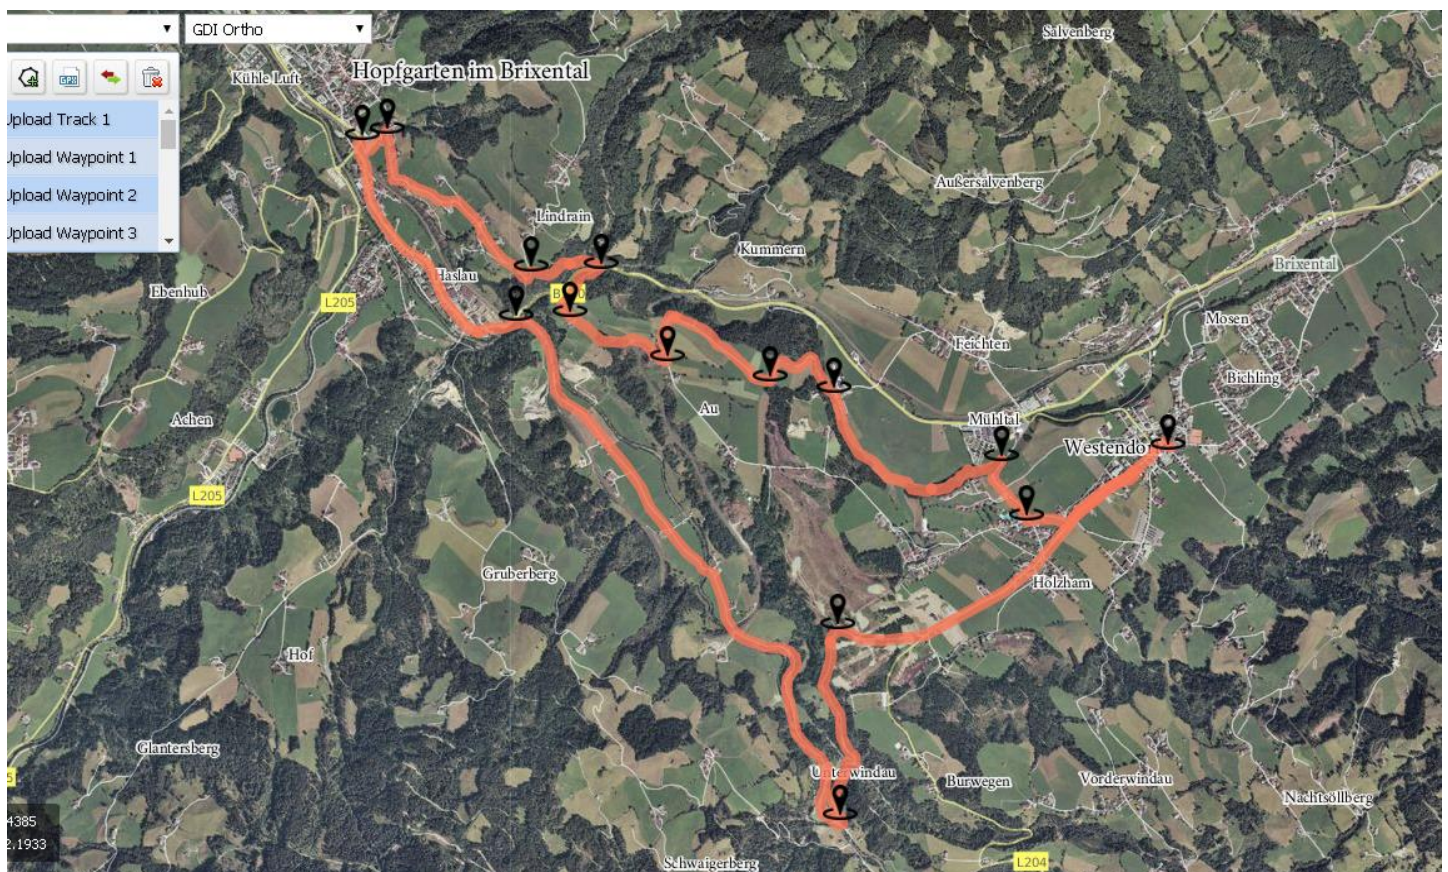 GDI Ortho
Salvenberg
Kühle Luft
Hopfgarten im Brixental
GPX
Upload Track 1
Upload Waypoint 1
Upload Waypoint 2
Upload Waypoint 3
Außersalvenberg
Lindrain
Kummern
Brixental
Haslau
Ebenhub
L205
Mosen
Feichten
Bichling
Au
Achen
Mühltal
Westendo
L205
Gruberberg
Holzham
Hof
Glantersberg
Unterwindau
Burwegen
Vorderwindau
Nachtsöllberg
4385
2.1933
Schwaigerberg
L204